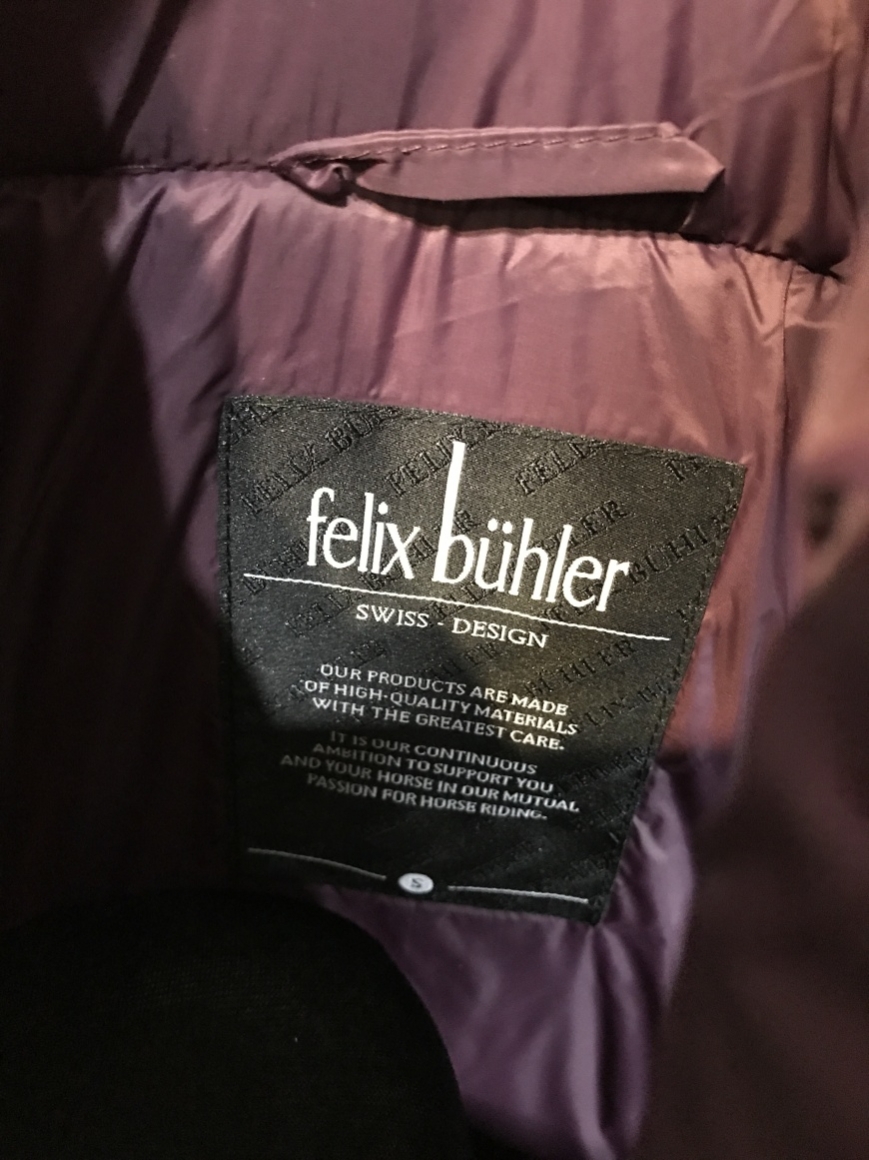 felix bühler
SWISS - DESIGN
OUR PRODUCTS ARE MADE
OF HIGH-QUALITY MATERIALS
WITH THE GREATEST CARE.
IT IS OUR CONTINUOUS
AMBITION TO SUPPORT YOU
AND YOUR HORSE IN OUR MUTUAL
PASSION FOR HORSE RIDING.
S